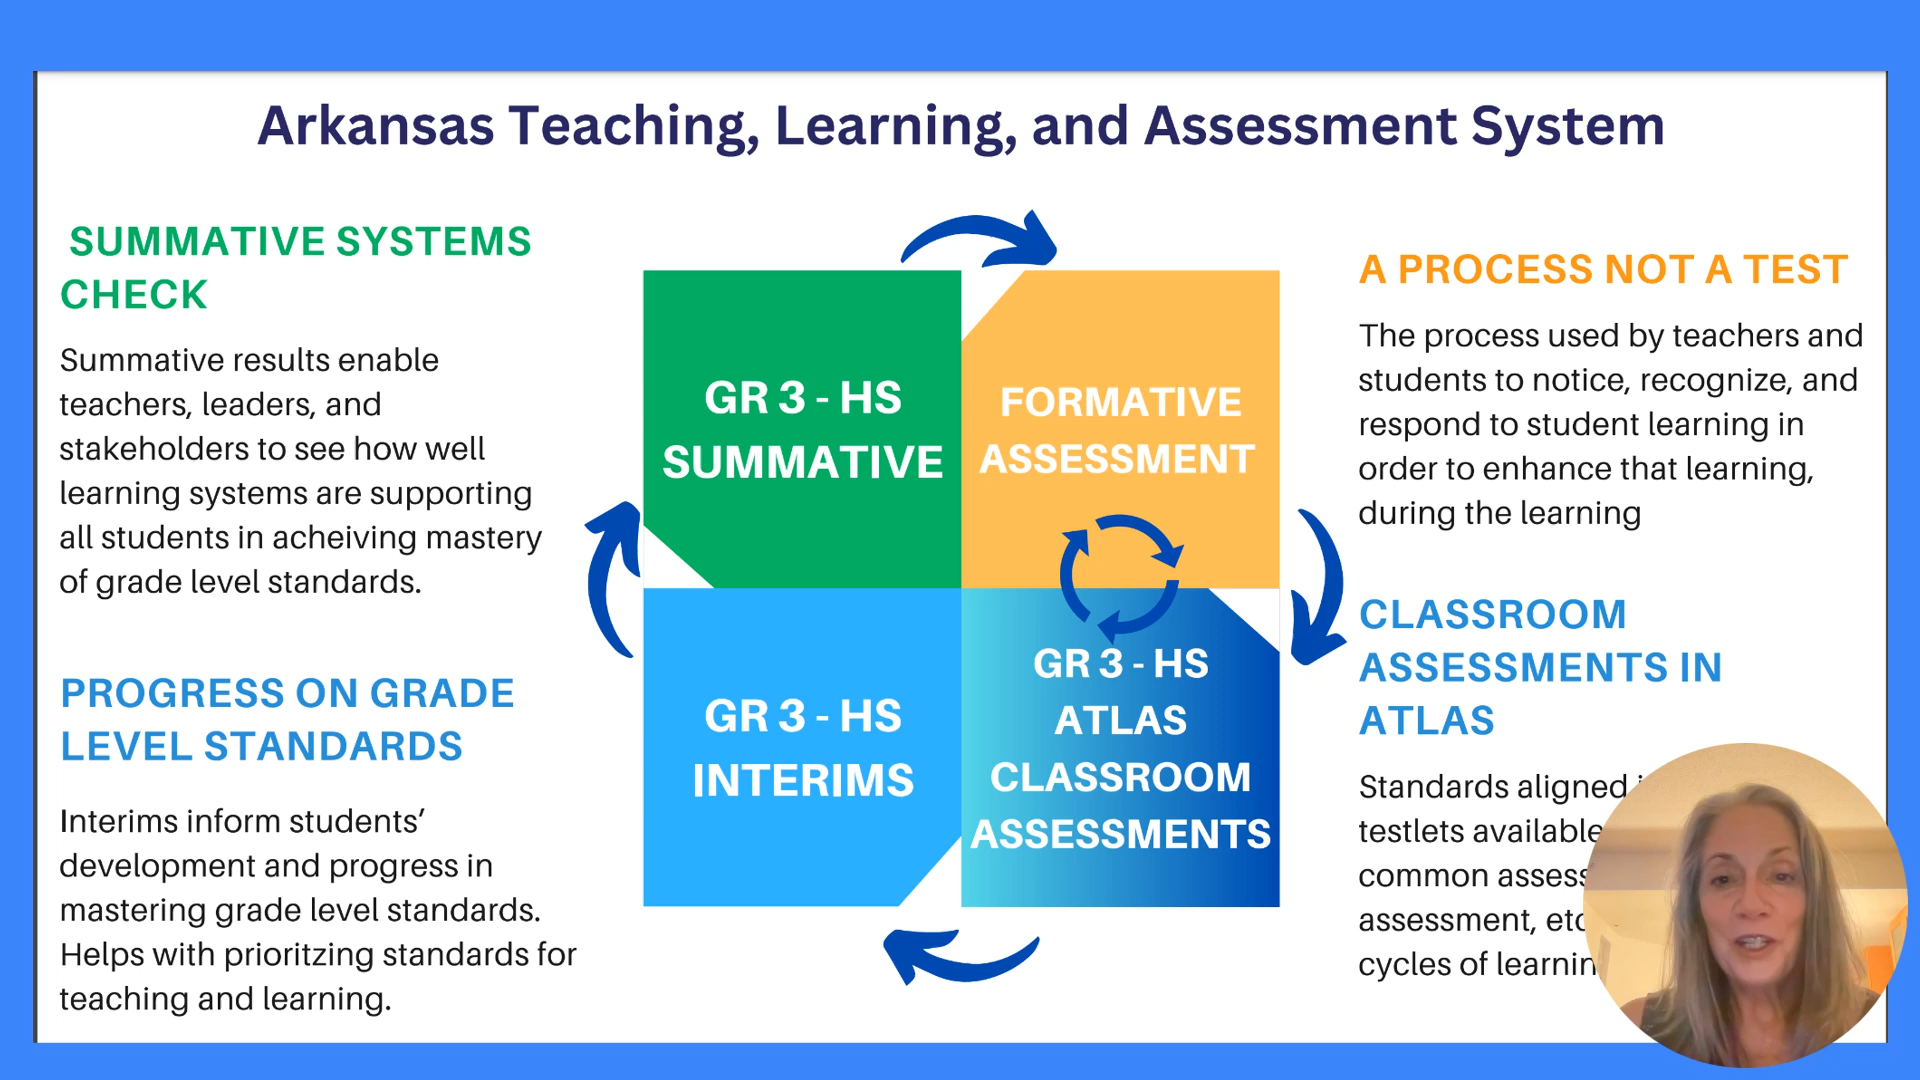 Arkansas Teaching, Learning, and Assessment System
SUMMATIVE SYSTEMS
CHECK
Summative results enable
teachers, leaders, and
stakeholders to see how well
learning systems are supporting
all students in acheiving mastery
of grade level standards.
PROGRESS ON GRADE
LEVEL STANDARDS
Interims inform students’
development and progress in
mastering grade level standards.
Helps with prioritzing standards for
teaching and learning.
GR 3 - HS
SUMMATIVE
FORMATIVE
ASSESSMENT
GR 3 - HS
INTERIMS
GR 3 - HS
ATLAS
CLASSROOM
ASSESSMENTS
A PROCESS NOT A TEST
The process used by teachers and
students to notice, recognize, and
respond to student learning in
order to enhance that learning,
during the learning
CLASSROOM
ASSESSMENTS IN
ATLAS
Standards aligned
testlets available
common
assessment,
cycles of